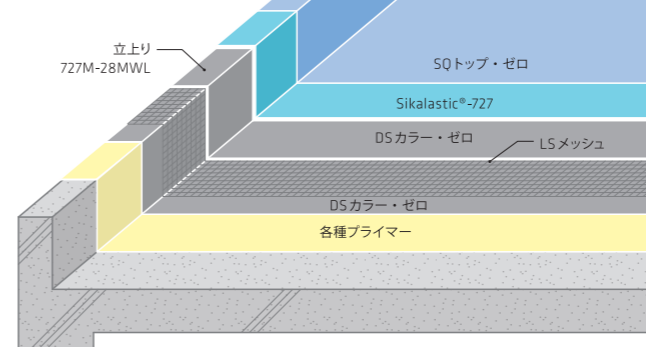 立上り
727M-28MWL
SQトップ・ゼロ
Sikalastic®-727
DSカラー・ゼロ
LSメッシュ
DSカラー・ゼロ
各種プライマー